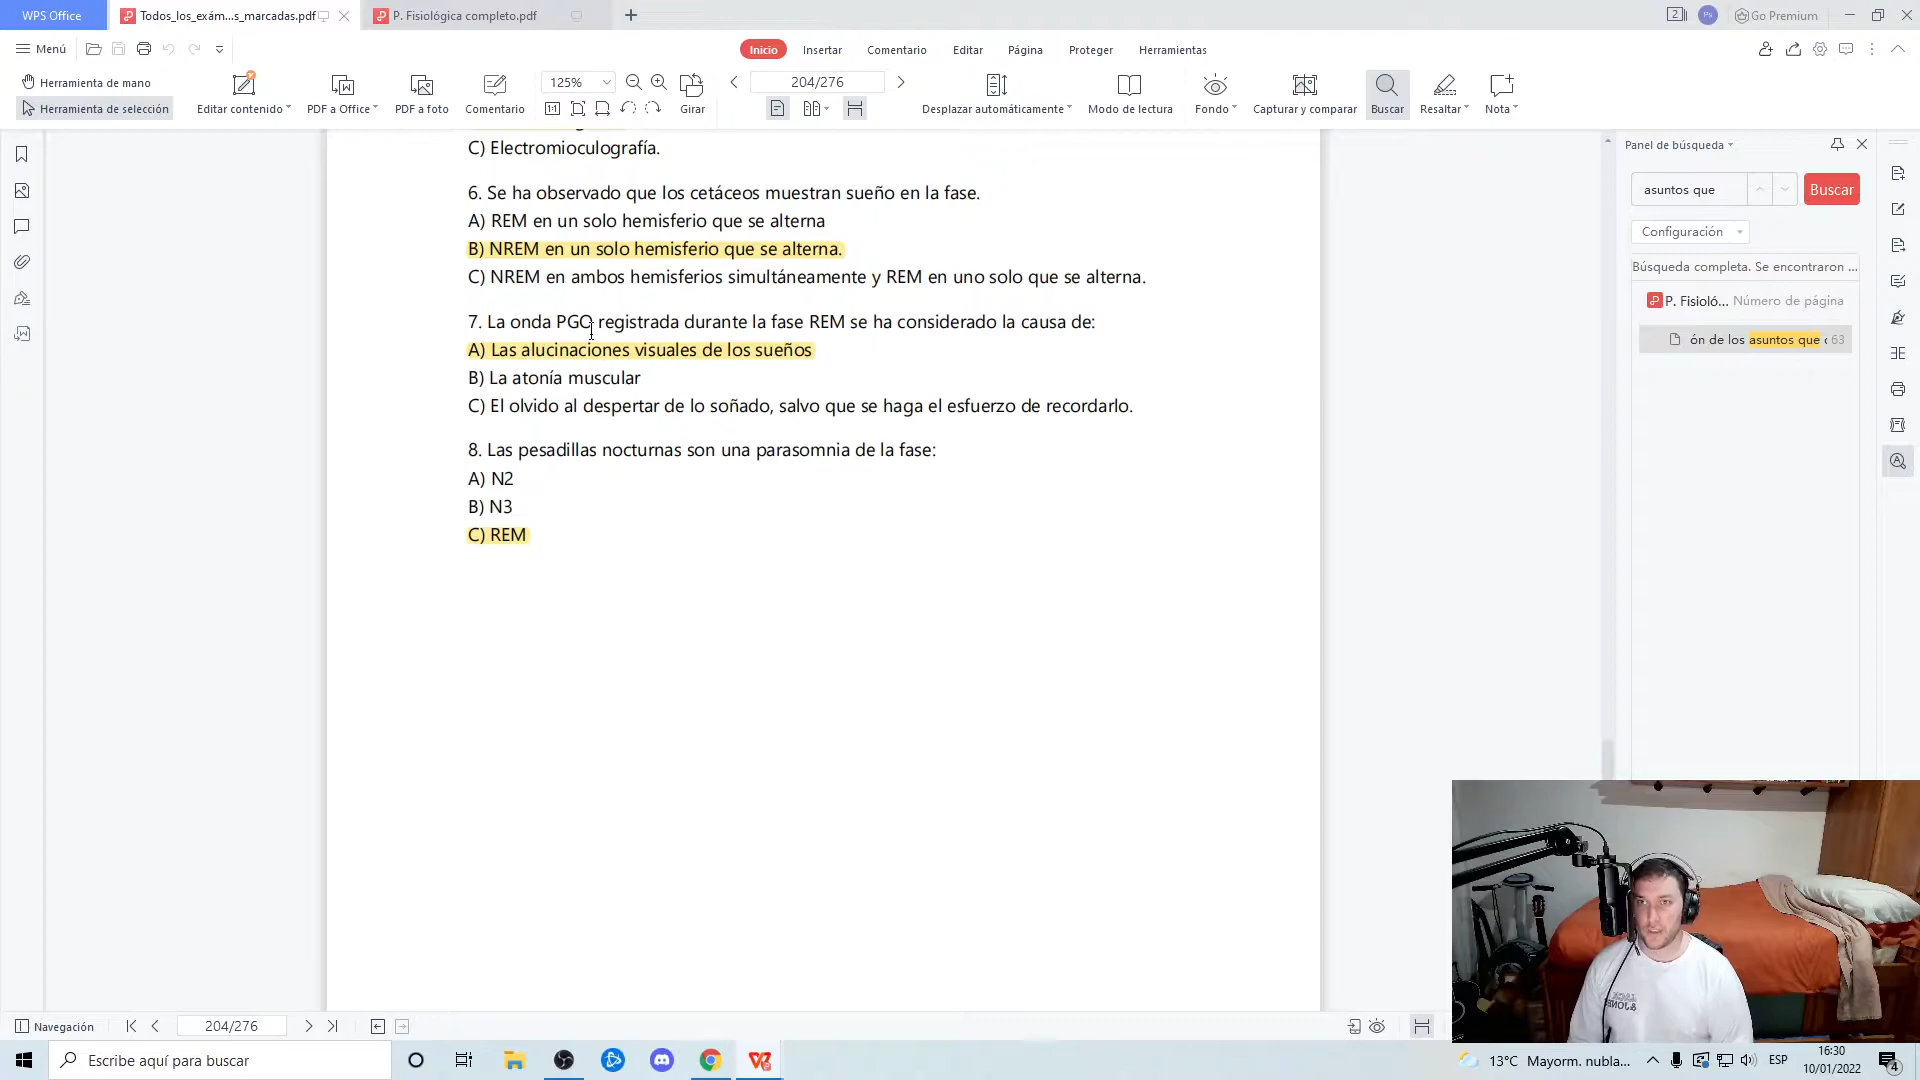 WPS Office
Todos_los_exám...s_marcadas.pdf
P. Fisiológica completo.pdf
2
Go Premium
Menú
Inicio
Insertar
Comentario
Editar
Página
Proteger
Herramientas
Herramienta de mano
Herramienta de selección
Editar contenido
PDF a Office
PDF a foto
Comentario
125%
Girar
204/276
Desplazar automáticamente
Modo de lectura
Fondo
Capturar y comparar
Buscar
Resaltar
Nota
C) Electromioculografía.
6. Se ha observado que los cetáceos muestran sueño en la fase.
A) REM en un solo hemisferio que se alterna
B) NREM en un solo hemisferio que se alterna.
C) NREM en ambos hemisferios simultáneamente y REM en uno solo que se alterna.
7. La onda PGO registrada durante la fase REM se ha considerado la causa de:
A) Las alucinaciones visuales de los sueños
B) La atonía muscular
C) El olvido al despertar de lo soñado, salvo que se haga el esfuerzo de recordarlo.
8. Las pesadillas nocturnas son una parasomnia de la fase:
A) N2
B) N3
C) REM
Panel de búsqueda
asuntos que
Buscar
Configuración
Búsqueda completa. Se encontraron ...
P. Fisioló... Número de página
ón de los asuntos que 63
Navegación
204/276
Escribe aquí para buscar
13°C Mayorm. nubla...
ESP
16:30
10/01/2022
4